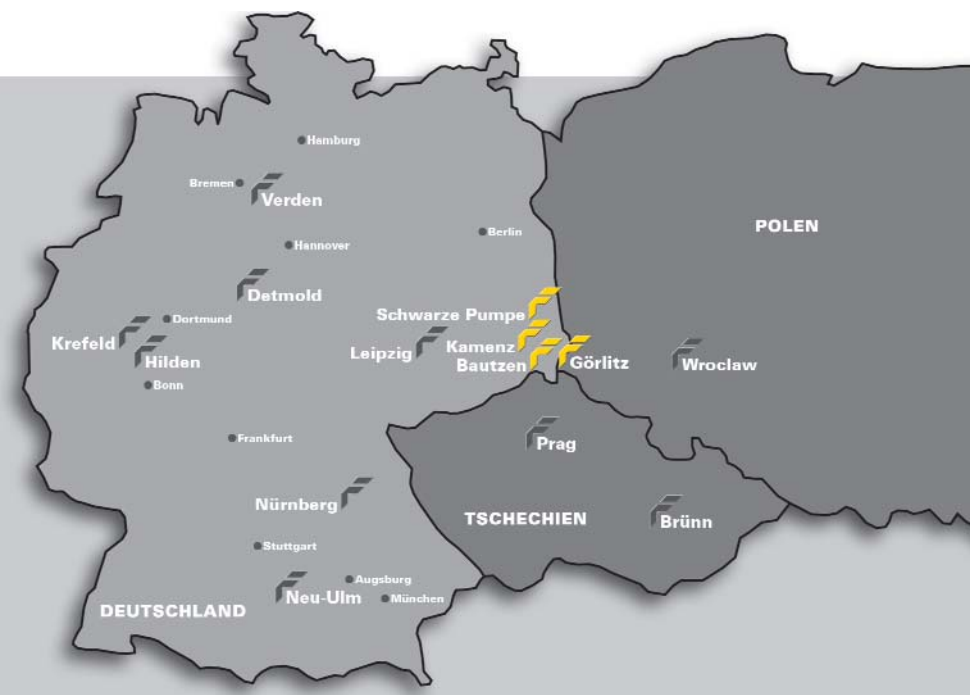 Hamburg
Bremen
Verden
POLEN
Berlin
Hannover
Detmold
Schwarze Pumpe
Dortmund
Krefeld
Hilden
Leipzig
Kamenz
Bautzen
Görlitz
Wroclaw
Bonn
Frankfurt
Prag
Nürnberg
TSCHECHIEN
Brünn
Stuttgart
Augsburg
Neu-Ulm
München
DEUTSCHLAND